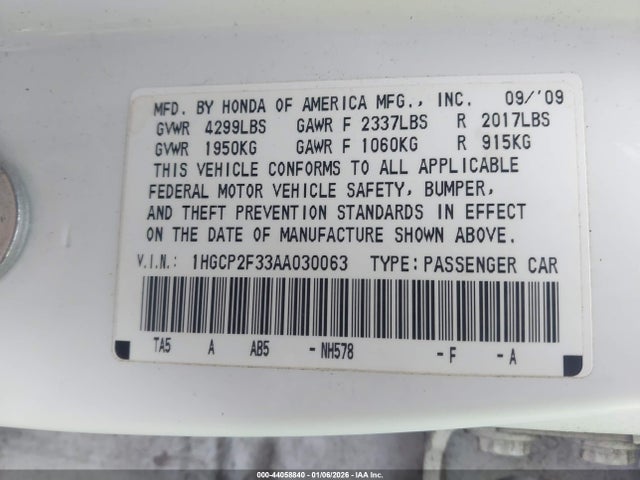 MFD. BY HONDA OF AMERICA MFG., INC. 09/'09
GVWR 4299LBS GAWR F 2337LBS R 2017LBS
GVWR 1950KG GAWR F 1060KG R 915KG
THIS VEHICLE CONFORMS TO ALL APPLICABLE
FEDERAL MOTOR VEHICLE SAFETY, BUMPER,
AND THEFT PREVENTION STANDARDS IN EFFECT
ON THE DATE OF MANUFACTURE SHOWN ABOVE.
V.I.N.: 1HGCP2F33AA030063 TYPE: PASSENGER CAR
TA5 A AB5 - NH578 - F - A
000-44058840 - 01/06/2026 - IAA Inc.